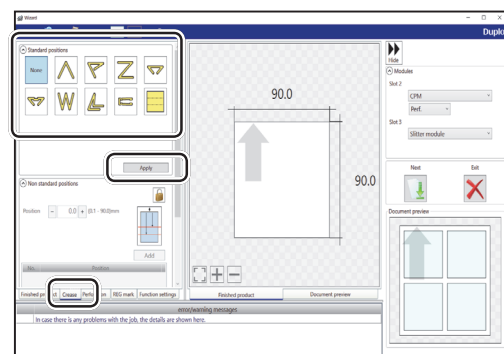 Wizard
Duplo
Standard positions
None
Apply
Non standard positions
Position
0.0
(0.1 - 90.0)mm
Add
No.
Position
Crease
REG mark
Function settings
90.0
90.0
Finished product
Document preview
Hide
Modules
Slot 2
CPM
Perf.
Slot 3
Slitter module
Next
Exit
Document preview
error/warning messages
In case there is any problems with the job, the details are shown here.